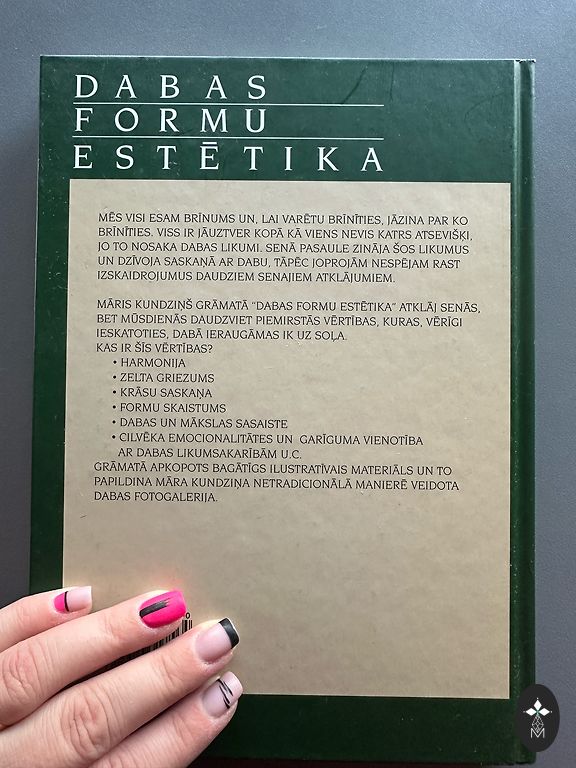 DABAS
FORMU
ESTĒTIKA
MĒS VISI ESAM BRĪNUMS UN, LAI VARĒTU BRĪNĪTIES, JĀZINA PAR KO
BRĪNĪTIES. VISS IR JĀUZTVER KOPĀ KĀ VIENS NEVIS KATRS ATSEVIŠĶI,
JO TO NOSAKA DABAS LIKUMI. SENĀ PASAULE ZINĀJA ŠOS LIKUMUS
UN DZĪVOJA SASKAŅĀ AR DABU, TĀPĒC JOPROJĀM NESPĒJAM RAST
IZSKAIDROJUMUS DAUDZIEM SENAJIEM ATKLĀJUMIEM.
MĀRIS KUNDZIŅŠ GRĀMATĀ "DABAS FORMU ESTĒTIKA" ATKLĀJ SENĀS,
BET MŪSDIENĀS DAUDZVIET PIEMIRSTĀS VĒRTĪBAS, KURAS, VĒRĪGI
IESKATOTIES, DABĀ IERAUGĀMAS IK UZ SOĻA.
KAS IR ŠĪS VĒRTĪBAS?
• HARMONIJA
• ZELTA GRIEZUMS
• KRĀSU SASKAŅA
• FORMU SKAISTUMS
• DABAS UN MĀKSLAS SASAISTE
• CILVĒKA EMOCIONALITĀTES UN GARĪGUMA VIENOTĪBA
AR DABAS LIKUMSAKARĪBĀM U.C.
GRĀMATĀ APKOPOTS BAGĀTĪGS ILUSTRATĪVAIS MATERIĀLS UN TO
PAPILDINA MĀRA KUNDZIŅA NETRADICIONĀLĀ MANIERĒ VEIDOTA
DABAS FOTOGALERIJA.